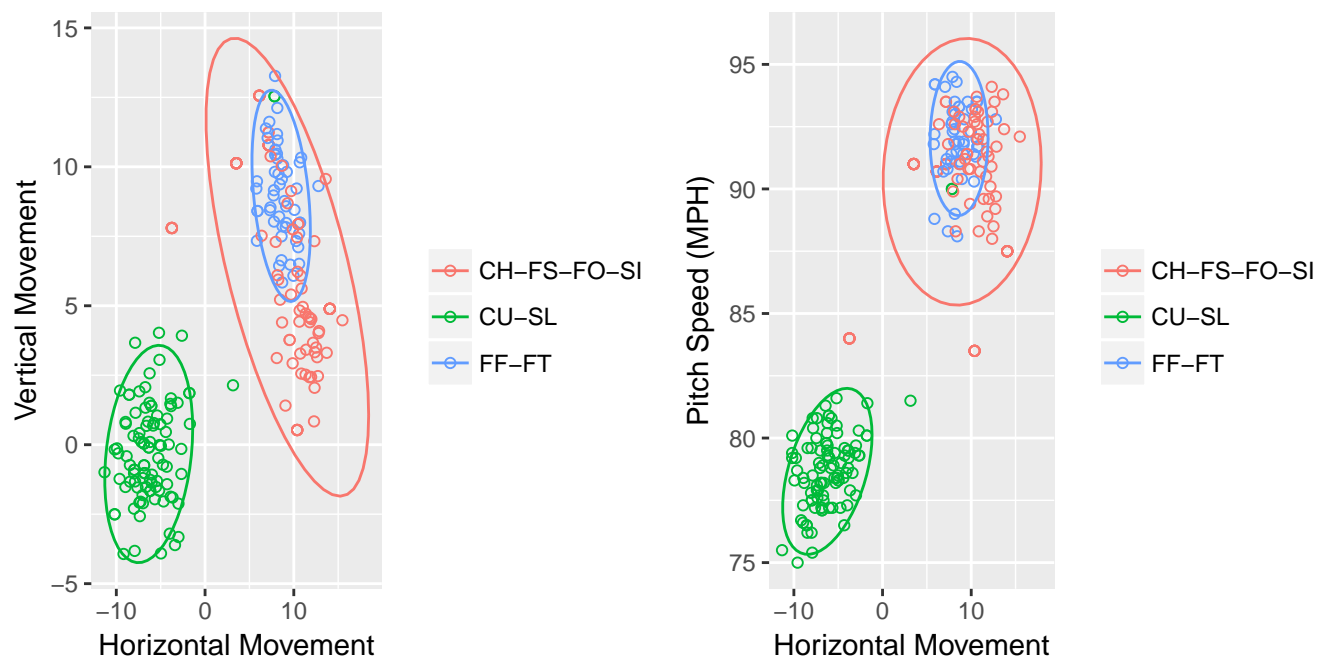 15
10
5
0
−5
−10
0
10
Vertical Movement
Horizontal Movement
CH−FS−FO−SI
CU−SL
FF−FT
95
90
85
80
75
−10
0
10
Pitch Speed (MPH)
Horizontal Movement
CH−FS−FO−SI
CU−SL
FF−FT